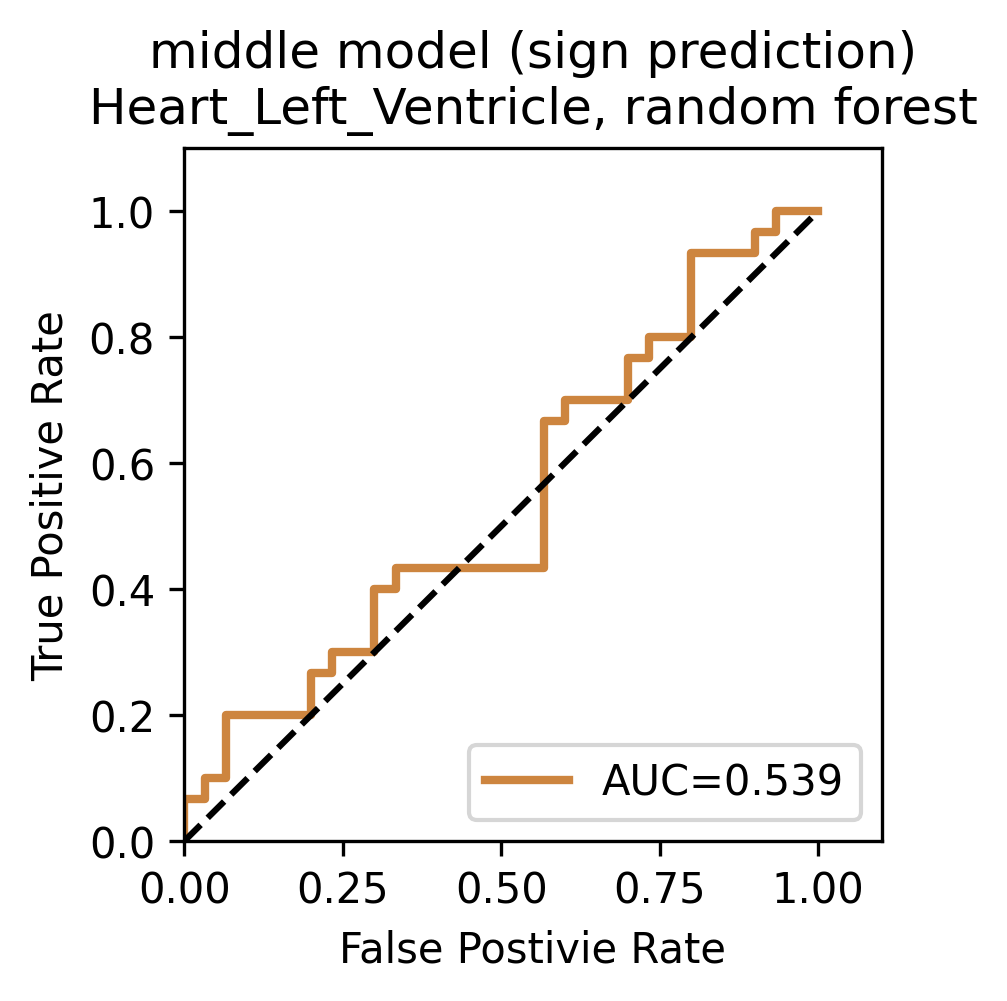 middle model (sign prediction)
Heart_Left_Ventricle, random forest
1.0
0.8
0.6
0.4
0.2
0.0
True Positive Rate
AUC=0.539
0.00 0.25 0.50 0.75 1.00
False Postivie Rate